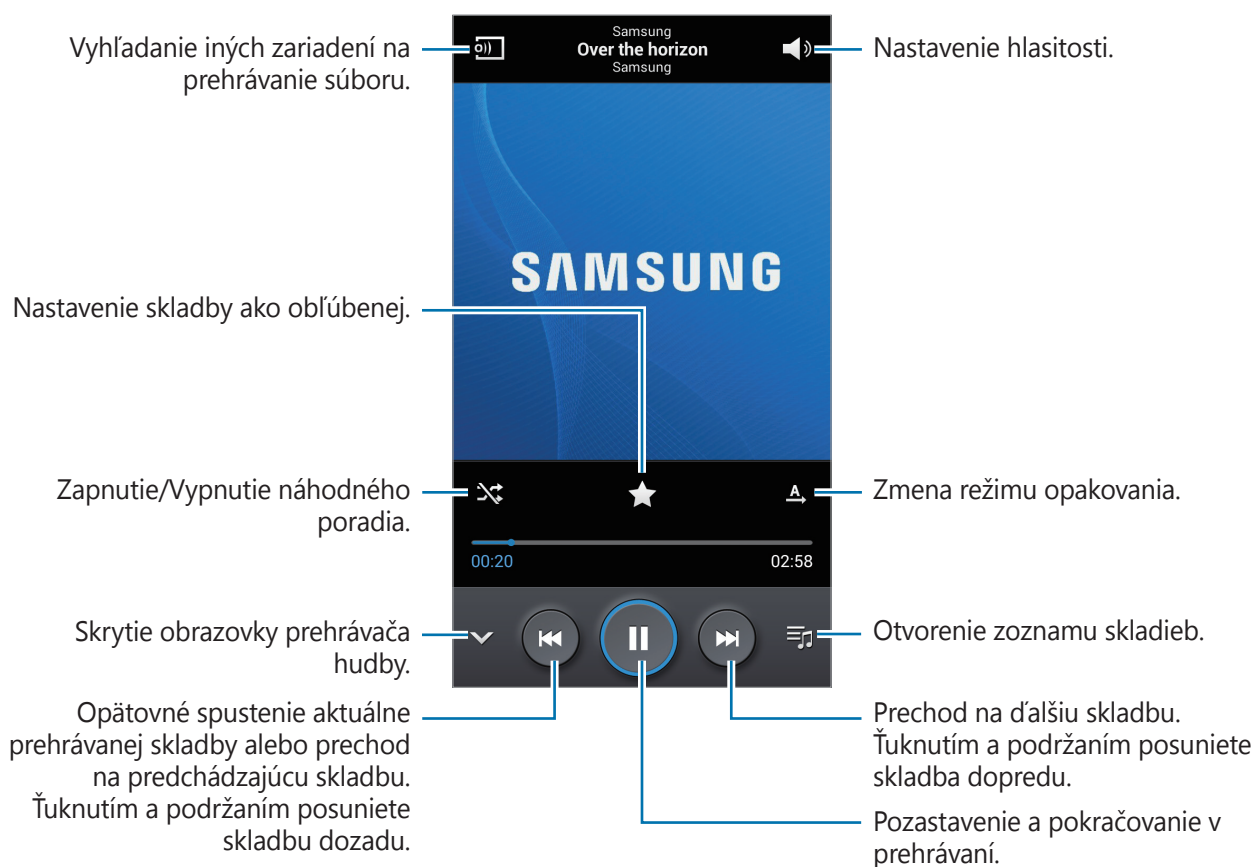 Vyhľadanie iných zariadení na
prehrávanie súboru.
Samsung
Over the horizon
Samsung
Nastavenie hlasitosti.
SAMSUNG
Nastavenie skladby ako obľúbenej.
Zapnutie/Vypnutie náhodného
poradia.
A
Zmena režimu opakovania.
00:20
02:58
Skrytie obrazovky prehrávača
hudby.
Otvorenie zoznamu skladieb.
Opätovné spustenie aktuálne
prehrávanej skladby alebo prechod
na predchádzajúcu skladbu.
Ťuknutím a podržaním posuniete
skladbu dozadu.
Prechod na ďalšiu skladbu.
Ťuknutím a podržaním posuniete
skladba dopredu.
Pozastavenie a pokračovanie v
prehrávaní.